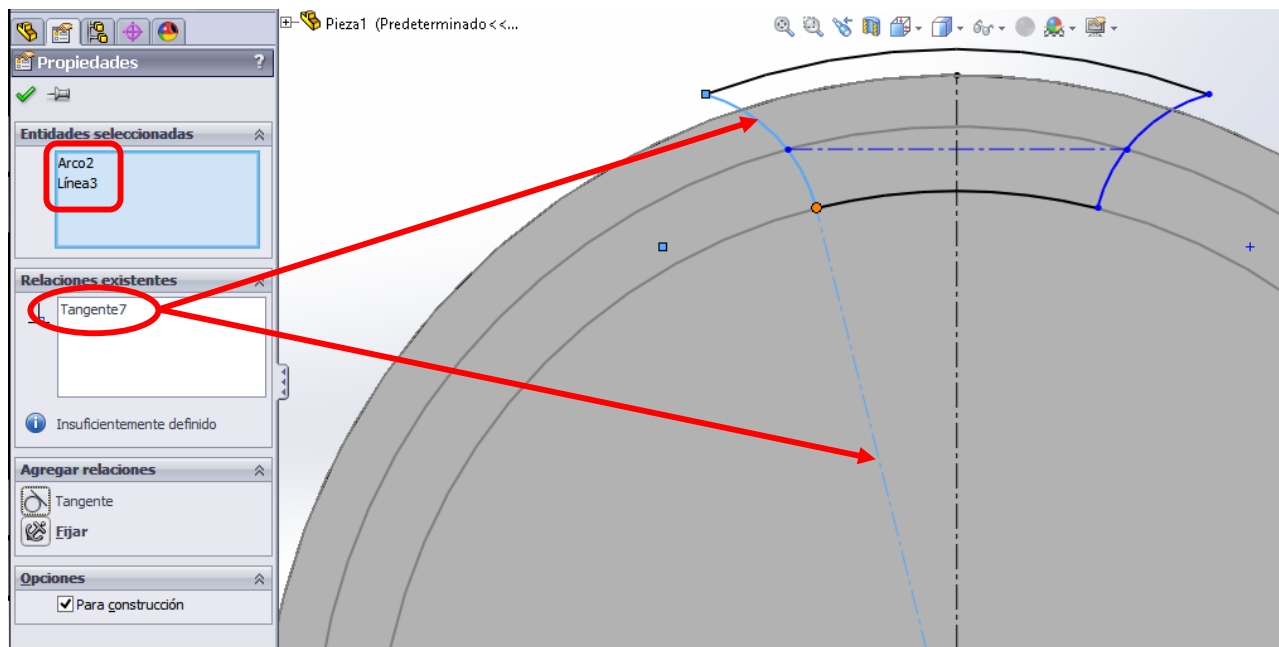 Pieza1 (Predeterminado<<...
Propiedades ?
Entidades seleccionadas
Arco2
Línea3
Relaciones existentes
Tangente7
Insuficientemente definido
Agregar relaciones
Tangente
Fijar
Opciones
Para construcción